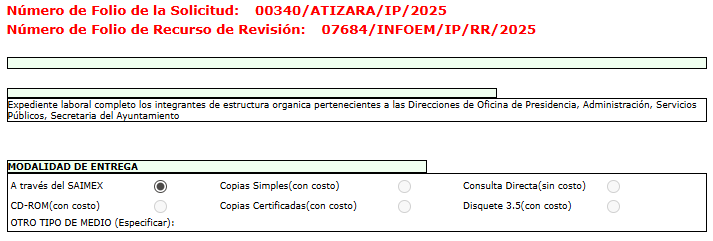 Número de Folio de la Solicitud: 00340/ATIZARA/IP/2025
Número de Folio de Recurso de Revisión: 07684/INFOEM/IP/RR/2025
Expediente laboral completo los integrantes de estructura organica pertenecientes a las Direcciones de Oficina de Presidencia, Administración, Servicios
Públicos, Secretaria del Ayuntamiento
MODALIDAD DE ENTREGA
A través del SAIMEX Copias Simples(con costo) Consulta Directa(sin costo)
CD-ROM(con costo) Copias Certificadas(con costo) Disquete 3.5(con costo)
OTRO TIPO DE MEDIO (Especificar):